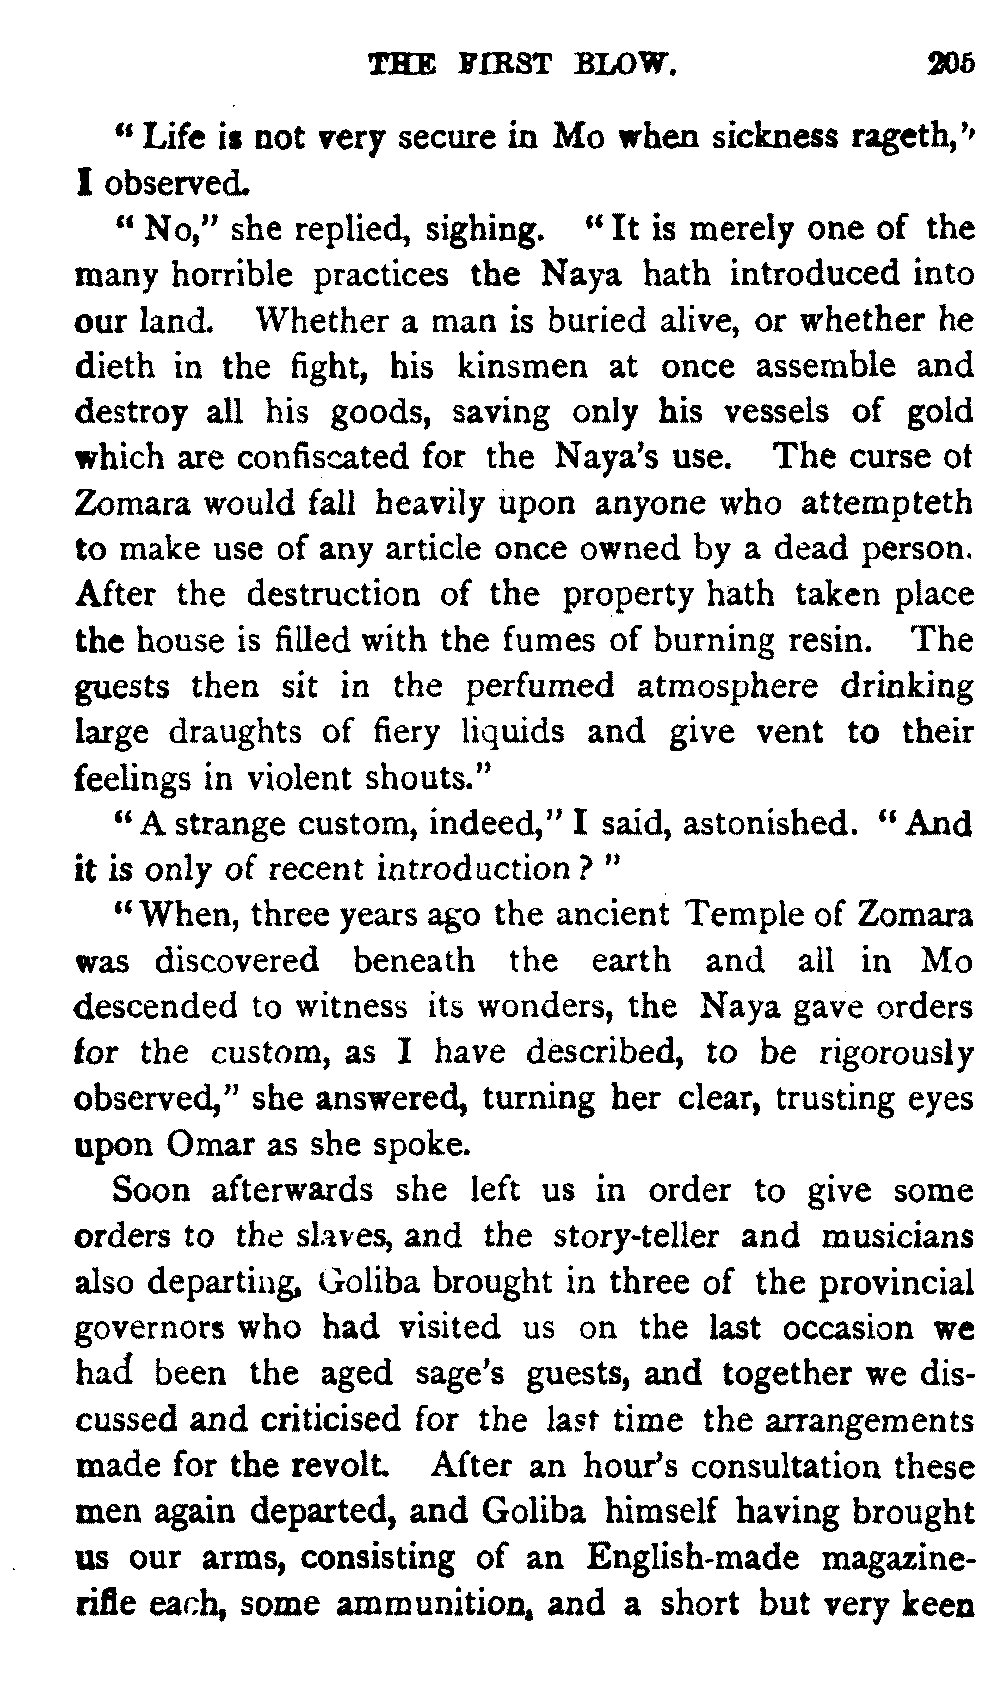 THE FIRST BLOW. 205
“ Life is not very secure in Mo when sickness rageth,”
I observed.
“ No,” she replied, sighing. “ It is merely one of the
many horrible practices the Naya hath introduced into
our land. Whether a man is buried alive, or whether he
dieth in the fight, his kinsmen at once assemble and
destroy all his goods, saving only his vessels of gold
which are confiscated for the Naya’s use. The curse of
Zomara would fall heavily upon anyone who attempteth
to make use of any article once owned by a dead person.
After the destruction of the property hath taken place
the house is filled with the fumes of burning resin. The
guests then sit in the perfumed atmosphere drinking
large draughts of fiery liquids and give vent to their
feelings in violent shouts.”
“ A strange custom, indeed,” I said, astonished. “ And
it is only of recent introduction ? ”
“ When, three years ago the ancient Temple of Zomara
was discovered beneath the earth and all in Mo
descended to witness its wonders, the Naya gave orders
for the custom, as I have described, to be rigorously
observed,” she answered, turning her clear, trusting eyes
upon Omar as she spoke.
Soon afterwards she left us in order to give some
orders to the slaves, and the story-teller and musicians
also departing, Goliba brought in three of the provincial
governors who had visited us on the last occasion we
had been the aged sage’s guests, and together we dis-
cussed and criticised for the last time the arrangements
made for the revolt. After an hour’s consultation these
men again departed, and Goliba himself having brought
us our arms, consisting of an English-made magazine-
rifle each, some ammunition, and a short but very keen